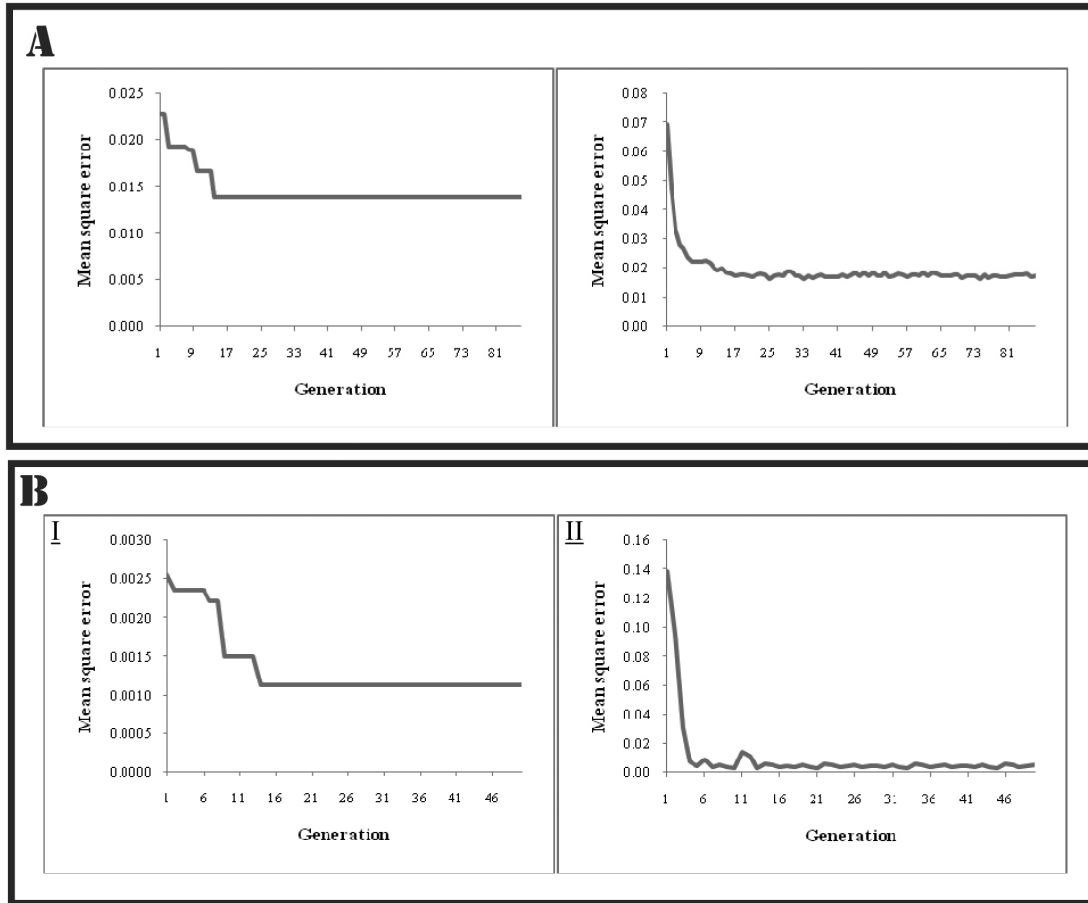 A
Mean square error
0.025
0.020
0.015
0.010
0.005
0.000
1 9 17 25 33 41 49 57 65 73 81
Generation
Mean square error
0.08
0.07
0.06
0.05
0.04
0.03
0.02
0.01
0.00
1 9 17 25 33 41 49 57 65 73 81
Generation
B
I
Mean square error
0.0030
0.0025
0.0020
0.0015
0.0010
0.0005
0.0000
1 6 11 16 21 26 31 36 41 46
Generation
II
Mean square error
0.16
0.14
0.12
0.10
0.08
0.06
0.04
0.02
0.00
1 6 11 16 21 26 31 36 41 46
Generation